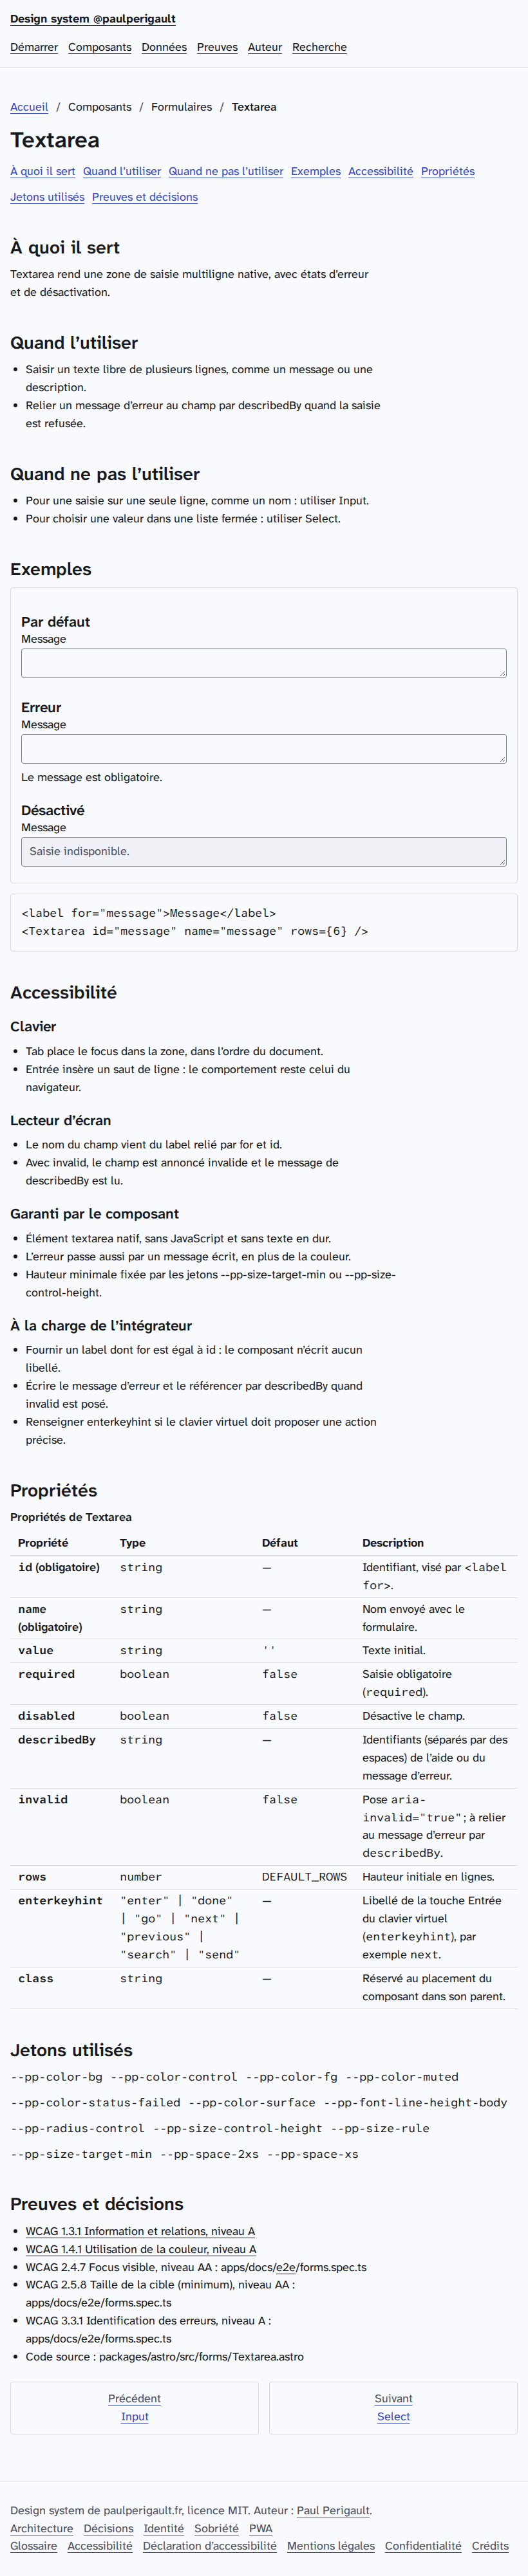 Design system @paulperigault
Démarrer Composants Données Preuves Auteur Recherche
Accueil / Composants / Formulaires / Textarea
Textarea
À quoi il sert Quand l’utiliser Quand ne pas l’utiliser Exemples Accessibilité Propriétés
Jetons utilisés Preuves et décisions
À quoi il sert
Textarea rend une zone de saisie multiligne native, avec états d’erreur
et de désactivation.
Quand l’utiliser
• Saisir un texte libre de plusieurs lignes, comme un message ou une
description.
• Relier un message d’erreur au champ par describedBy quand la saisie
est refusée.
Quand ne pas l’utiliser
• Pour une saisie sur une seule ligne, comme un nom : utiliser Input.
• Pour choisir une valeur dans une liste fermée : utiliser Select.
Exemples
Par défaut
Message
Erreur
Message
Le message est obligatoire.
Désactivé
Message
Saisie indisponible.
<label for="message">Message</label>
<Textarea id="message" name="message" rows={6} />
Accessibilité
Clavier
• Tab place le focus dans la zone, dans l’ordre du document.
• Entrée insère un saut de ligne : le comportement reste celui du
navigateur.
Lecteur d’écran
• Le nom du champ vient du label relié par for et id.
• Avec invalid, le champ est annoncé invalide et le message de
describedBy est lu.
Garanti par le composant
• Élément textarea natif, sans JavaScript et sans texte en dur.
• L’erreur passe aussi par un message écrit, en plus de la couleur.
• Hauteur minimale fixée par les jetons --pp-size-target-min ou --pp-size-
control-height.
À la charge de l’intégrateur
• Fournir un label dont for est égal à id : le composant n’écrit aucun
libellé.
• Écrire le message d’erreur et le référencer par describedBy quand
invalid est posé.
• Renseigner enterkeyhint si le clavier virtuel doit proposer une action
précise.
Propriétés
Propriétés de Textarea
Propriété Type Défaut Description
id (obligatoire) string — Identifiant, visé par <label
for>.
name string — Nom envoyé avec le
(obligatoire) formulaire.
value string '' Texte initial.
required boolean false Saisie obligatoire
(required).
disabled boolean false Désactive le champ.
describedBy string — Identifiants (séparés par des
espaces) de l’aide ou du
message d’erreur.
invalid boolean false Pose aria-
invalid="true" ; à relier
au message d’erreur par
describedBy.
rows number DEFAULT_ROWS Hauteur initiale en lignes.
enterkeyhint "enter" | "done" — Libellé de la touche Entrée
| "go" | "next" | du clavier virtuel
"previous" | (enterkeyhint), par
"search" | "send" exemple next.
class string — Réservé au placement du
composant dans son parent.
Jetons utilisés
--pp-color-bg --pp-color-control --pp-color-fg --pp-color-muted
--pp-color-status-failed --pp-color-surface --pp-font-line-height-body
--pp-radius-control --pp-size-control-height --pp-size-rule
--pp-size-target-min --pp-space-2xs --pp-space-xs
Preuves et décisions
• WCAG 1.3.1 Information et relations, niveau A
• WCAG 1.4.1 Utilisation de la couleur, niveau A
• WCAG 2.4.7 Focus visible, niveau AA : apps/docs/e2e/forms.spec.ts
• WCAG 2.5.8 Taille de la cible (minimum), niveau AA :
apps/docs/e2e/forms.spec.ts
• WCAG 3.3.1 Identification des erreurs, niveau A :
apps/docs/e2e/forms.spec.ts
• Code source : packages/astro/src/forms/Textarea.astro
Précédent Suivant
Input Select
Design system de paulperigault.fr, licence MIT. Auteur : Paul Perigault.
Architecture Décisions Identité Sobriété PWA
Glossaire Accessibilité Déclaration d’accessibilité Mentions légales Confidentialité Crédits